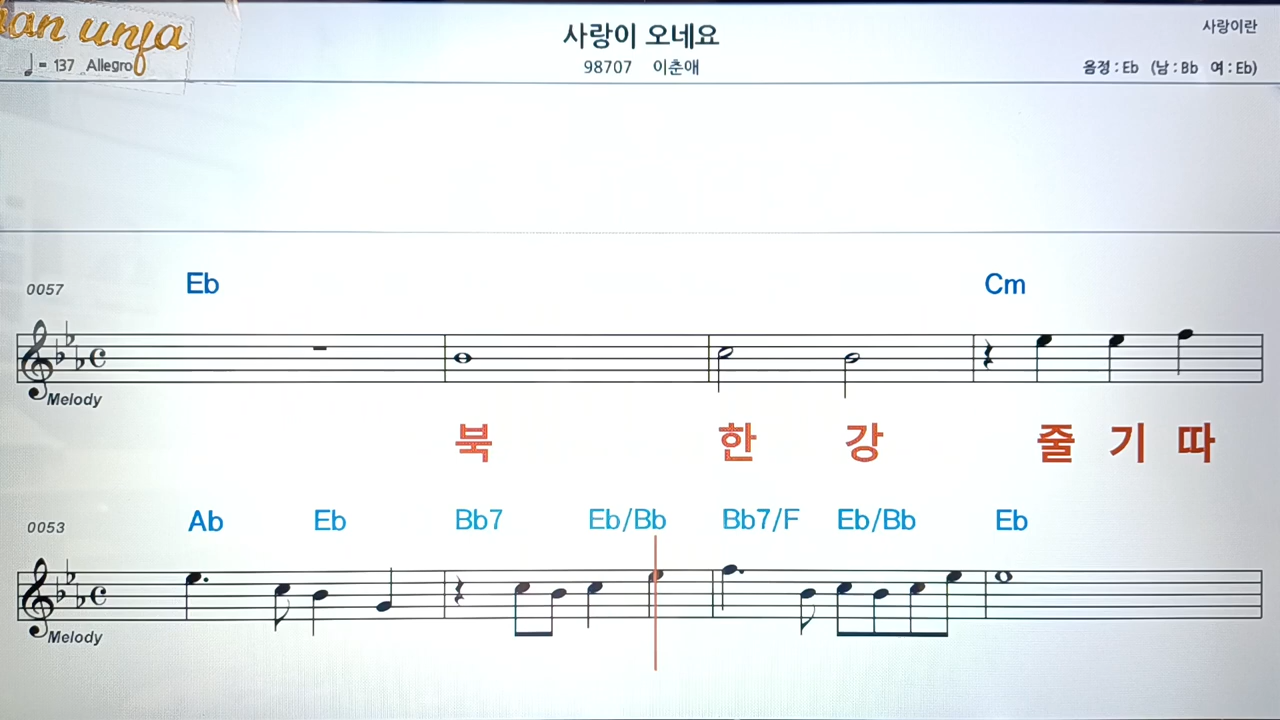 unfa
사랑이 오네요
사랑이란
= 137 Allegro
98707 이춘애
음정 : Eb (남 : Bb 여 : Eb)
0057 Eb Cm
Melody
북 한 강 줄 기 따
0053 Ab Eb Bb7 Eb/Bb Bb7/F Eb/Bb Eb
Melody